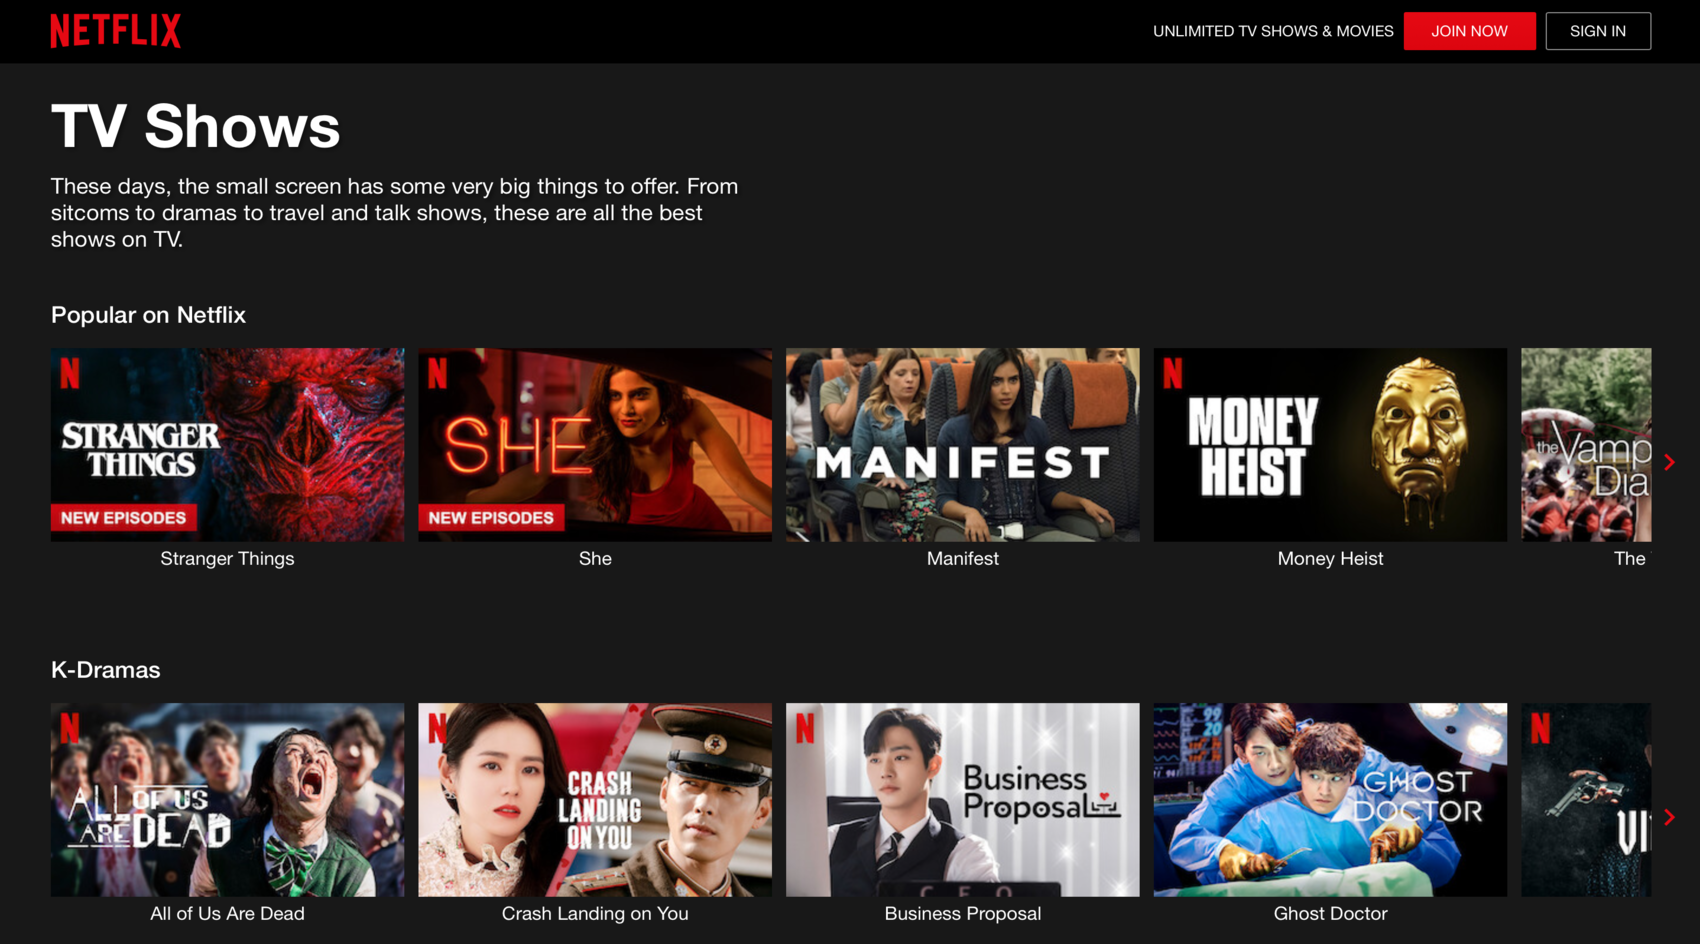 NETFLIX
UNLIMITED TV SHOWS & MOVIES
JOIN NOW
SIGN IN
TV Shows
These days, the small screen has some very big things to offer. From
sitcoms to dramas to travel and talk shows, these are all the best
shows on TV.
Popular on Netflix
N
STRANGER
THINGS
NEW EPISODES
N
SHE
NEW EPISODES
MANIFEST
N
MONEY
HEIST
the Vamp
Dia
Stranger Things
She
Manifest
Money Heist
The
K-Dramas
N
ALL OF US
ARE DEAD
N
CRASH
LANDING
ON YOU
N
Business
Proposal
CEO
GHOST
DOCTOR
N
VI
All of Us Are Dead
Crash Landing on You
Business Proposal
Ghost Doctor